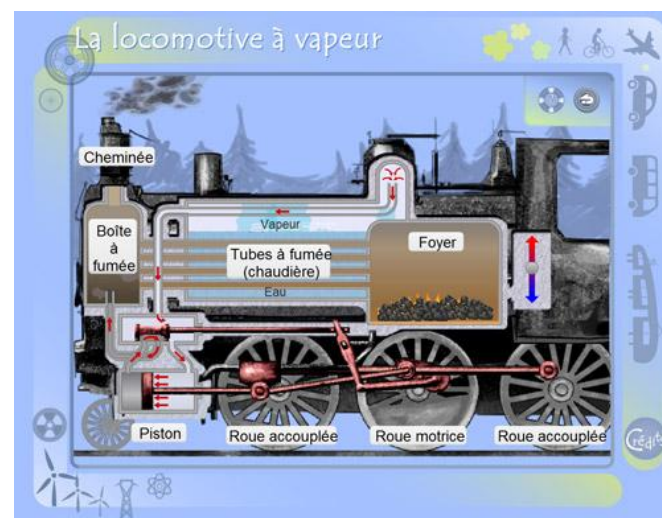 La locomotive à vapeur
Cheminée
Boîte
à
fumée
Vapeur
Tubes à fumée
(chaudière)
Eau
Foyer
Piston
Roue accouplée
Roue motrice
Roue accouplée
Crédits